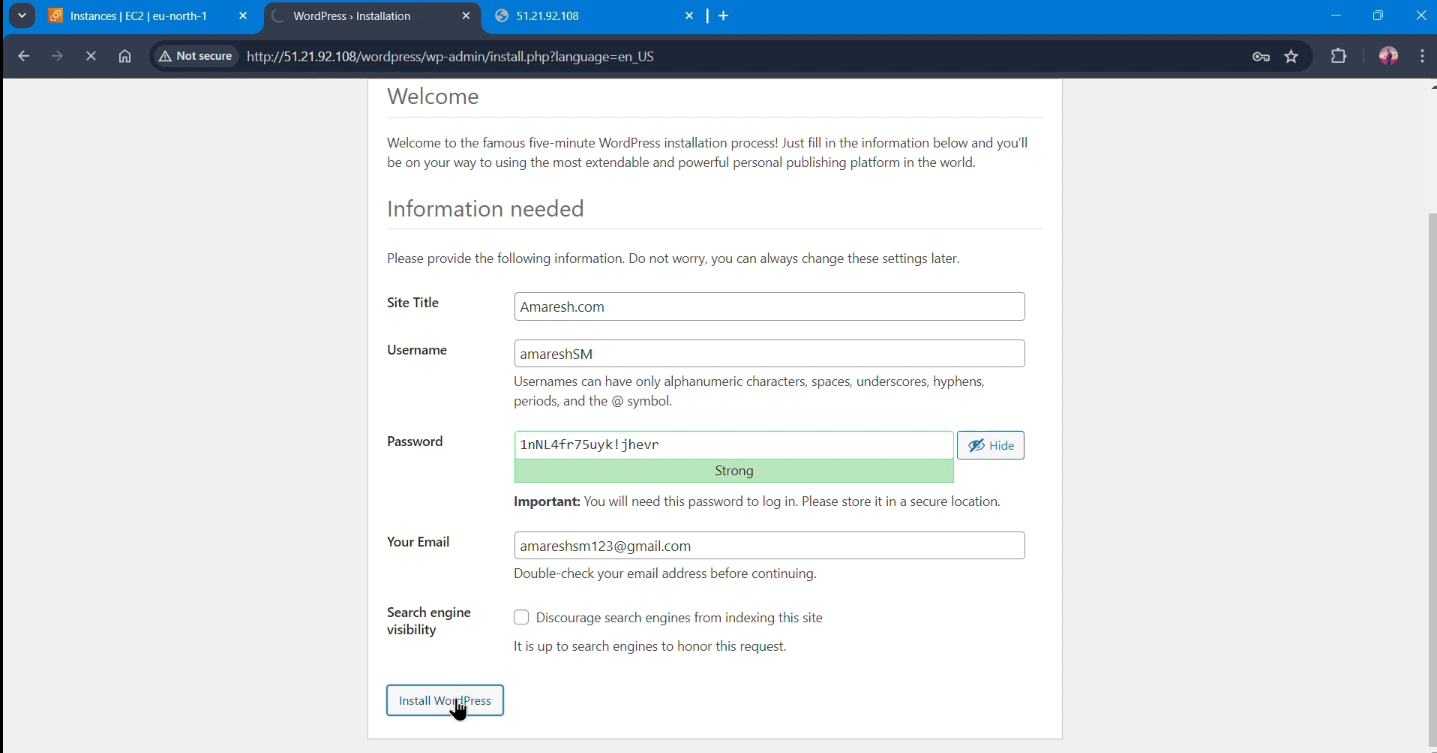 Instances | EC2 | eu-north-1
WordPress › Installation
51.21.92.108
Not secure
http://51.21.92.108/wordpress/wp-admin/install.php?language=en_US
Welcome
Welcome to the famous five-minute WordPress installation process! Just fill in the information below and you'll
be on your way to using the most extendable and powerful personal publishing platform in the world.
Information needed
Please provide the following information. Do not worry, you can always change these settings later.
Site Title
Amaresh.com
Username
amareshSM
Usernames can have only alphanumeric characters, spaces, underscores, hyphens,
periods, and the @ symbol.
Password
1nNL4fr75uyk!jhevr
Hide
Strong
Important: You will need this password to log in. Please store it in a secure location.
Your Email
amareshsm123@gmail.com
Double-check your email address before continuing.
Search engine
visibility
Discourage search engines from indexing this site
It is up to search engines to honor this request.
Install WordPress